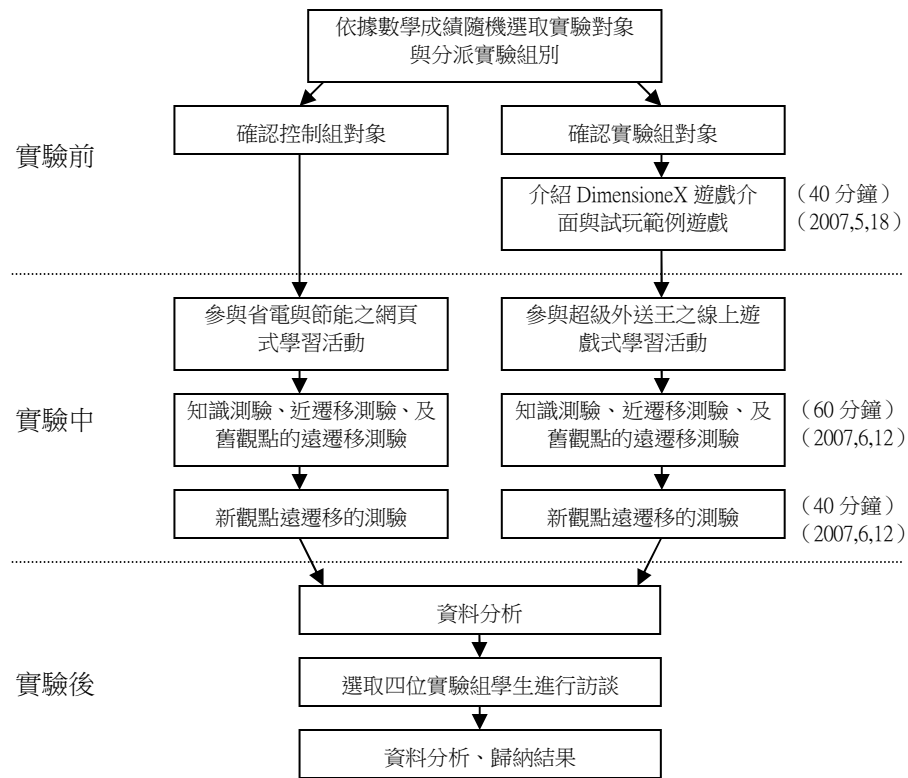 依據數學成績隨機選取實驗對象
與分派實驗組別
確認控制組對象
確認實驗組對象
實驗前
介紹 DimensioneX 遊戲介
面與試玩範例遊戲
（40 分鐘）
（2007,5,18）
參與省電與節能之網頁
式學習活動
參與超級外送王之線上遊
戲式學習活動
實驗中
知識測驗、近遷移測驗、及
舊觀點的遠遷移測驗
知識測驗、近遷移測驗、及
舊觀點的遠遷移測驗
（60 分鐘）
（2007,6,12）
新觀點遠遷移的測驗
新觀點遠遷移的測驗
（40 分鐘）
（2007,6,12）
資料分析
實驗後
選取四位實驗組學生進行訪談
資料分析、歸納結果